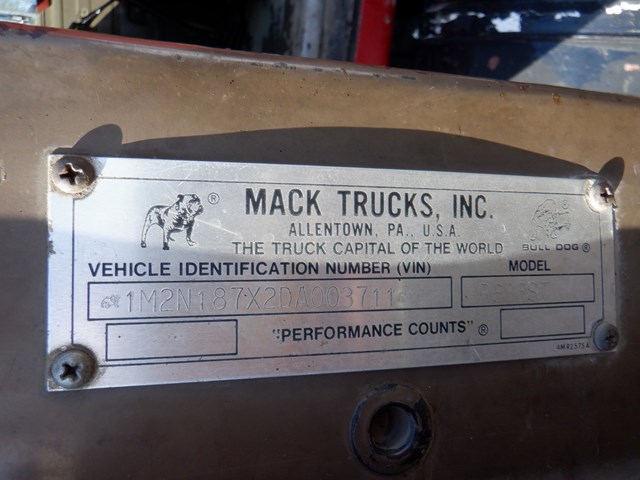 MACK TRUCKS, INC.
ALLENTOWN, PA., U.S.A.
THE TRUCK CAPITAL OF THE WORLD
BULL DOG®
VEHICLE IDENTIFICATION NUMBER (VIN)
MODEL
1M2N187X2DA003711
"PERFORMANCE COUNTS"®